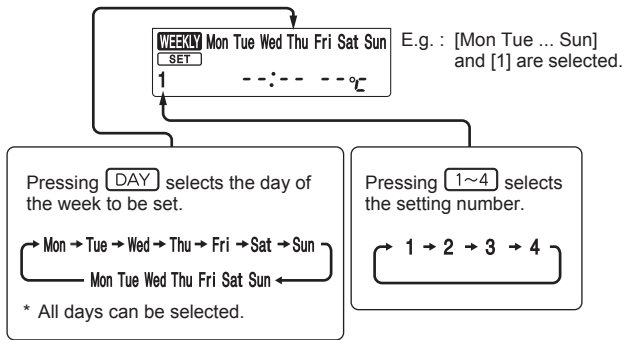 WEEKLY Mon Tue Wed Thu Fri Sat Sun
SET
1 --:-- --°C
E.g. : [Mon Tue ... Sun]
and [1] are selected.
Pressing DAY selects the day of
the week to be set.
Mon → Tue → Wed → Thu → Fri → Sat → Sun
Mon Tue Wed Thu Fri Sat Sun ←
* All days can be selected.
Pressing 1~4 selects
the setting number.
1 → 2 → 3 → 4